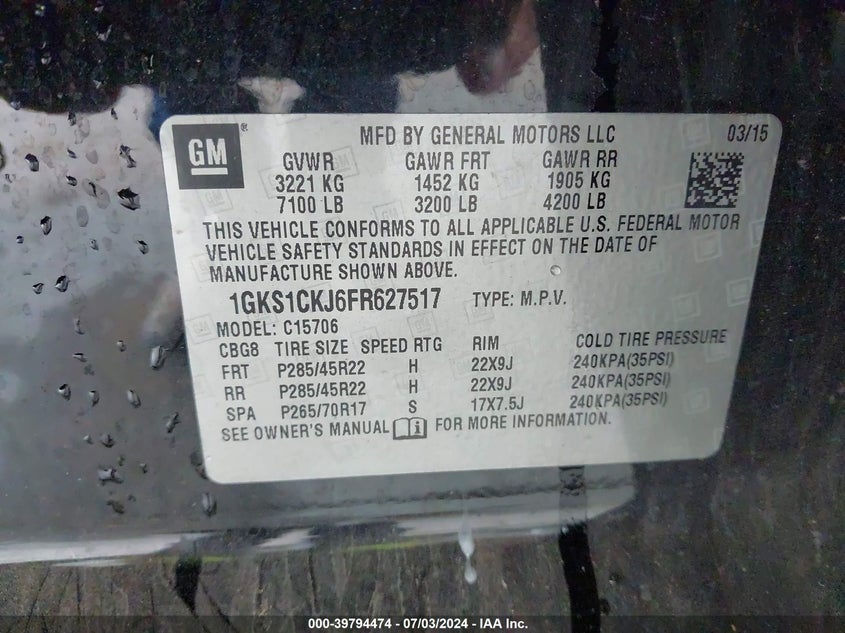 GM ®
MFD BY GENERAL MOTORS LLC 03/15
GVWR GAWR FRT GAWR RR
3221 KG 1452 KG 1905 KG
7100 LB 3200 LB 4200 LB
THIS VEHICLE CONFORMS TO ALL APPLICABLE U.S. FEDERAL MOTOR
VEHICLE SAFETY STANDARDS IN EFFECT ON THE DATE OF
MANUFACTURE SHOWN ABOVE.
1GKS1CKJ6FR627517 TYPE: M.P.V.
MODEL: C15706
CBG8 TIRE SIZE SPEED RTG RIM COLD TIRE PRESSURE
FRT P285/45R22 H 22X9J 240KPA(35PSI)
RR P285/45R22 H 22X9J 240KPA(35PSI)
SPA P265/70R17 S 17X7.5J 240KPA(35PSI)
SEE OWNER'S MANUAL FOR MORE INFORMATION.
000-39794474 / 07/03/2024 - IAA Inc.